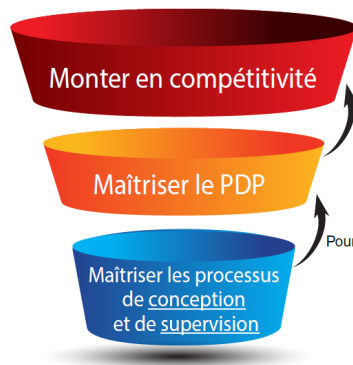 Monter en compétitivité
Maîtriser le PDP
Pour
Maîtriser les processus
de conception
et de supervision